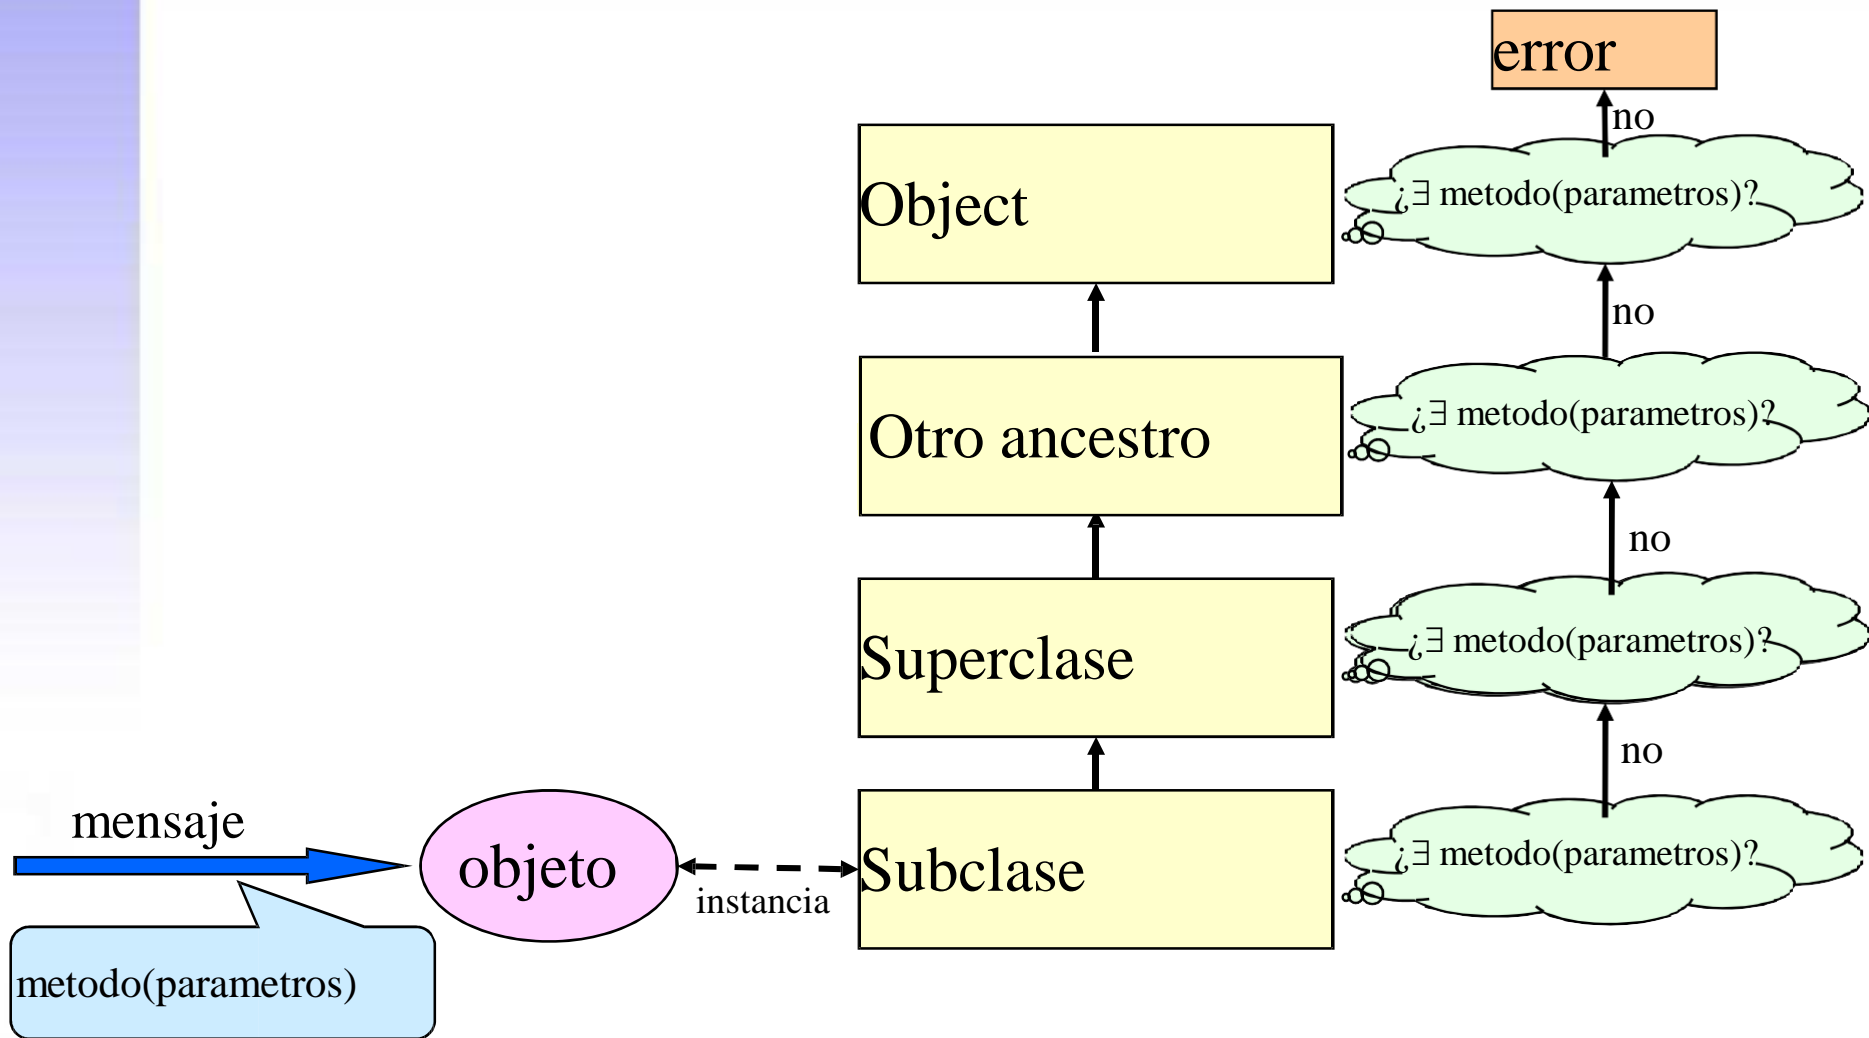 error
no
Object
¿∃ metodo(parametros)?
no
Otro ancestro
¿∃ metodo(parametros)?
no
Superclase
¿∃ metodo(parametros)?
no
mensaje
objeto
instancia
Subclase
¿∃ metodo(parametros)?
metodo(parametros)